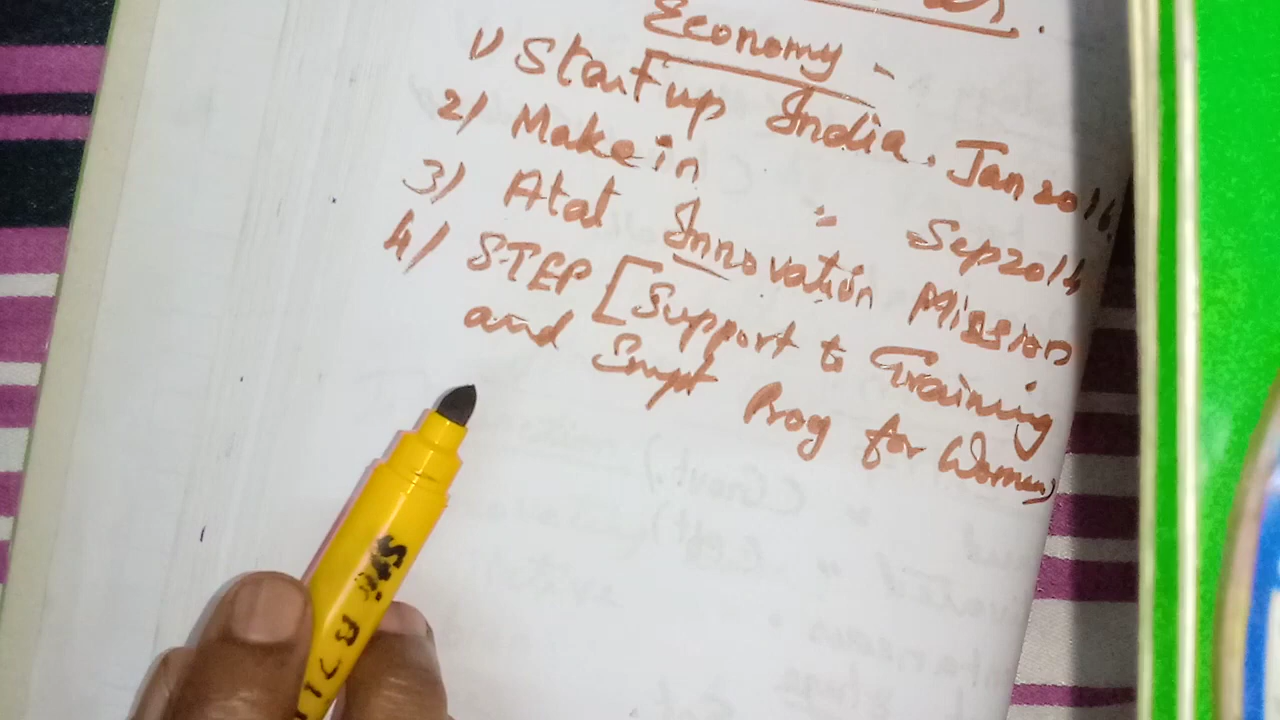 Economy -
1) Startup India. Jan 2016.
2) Make in " Sep 2014
3) Atal Innovation Mission
4) STEP [Support to Training
and Empt Prog for Women,